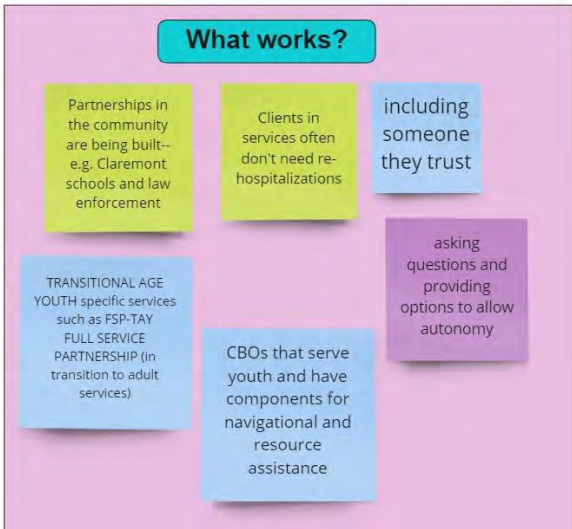 What works?
Partnerships in
the community
are being built--
e.g. Claremont
schools and law
enforcement
Clients in
services often
don't need re-
hospitalizations
including
someone
they trust
TRANSITIONAL AGE
YOUTH specific services
such as FSP-TAY
FULL SERVICE
PARTNERSHIP (in
transition to adult
services)
CBOs that serve
youth and have
components for
navigational and
resource
assistance
asking
questions and
providing
options to allow
autonomy